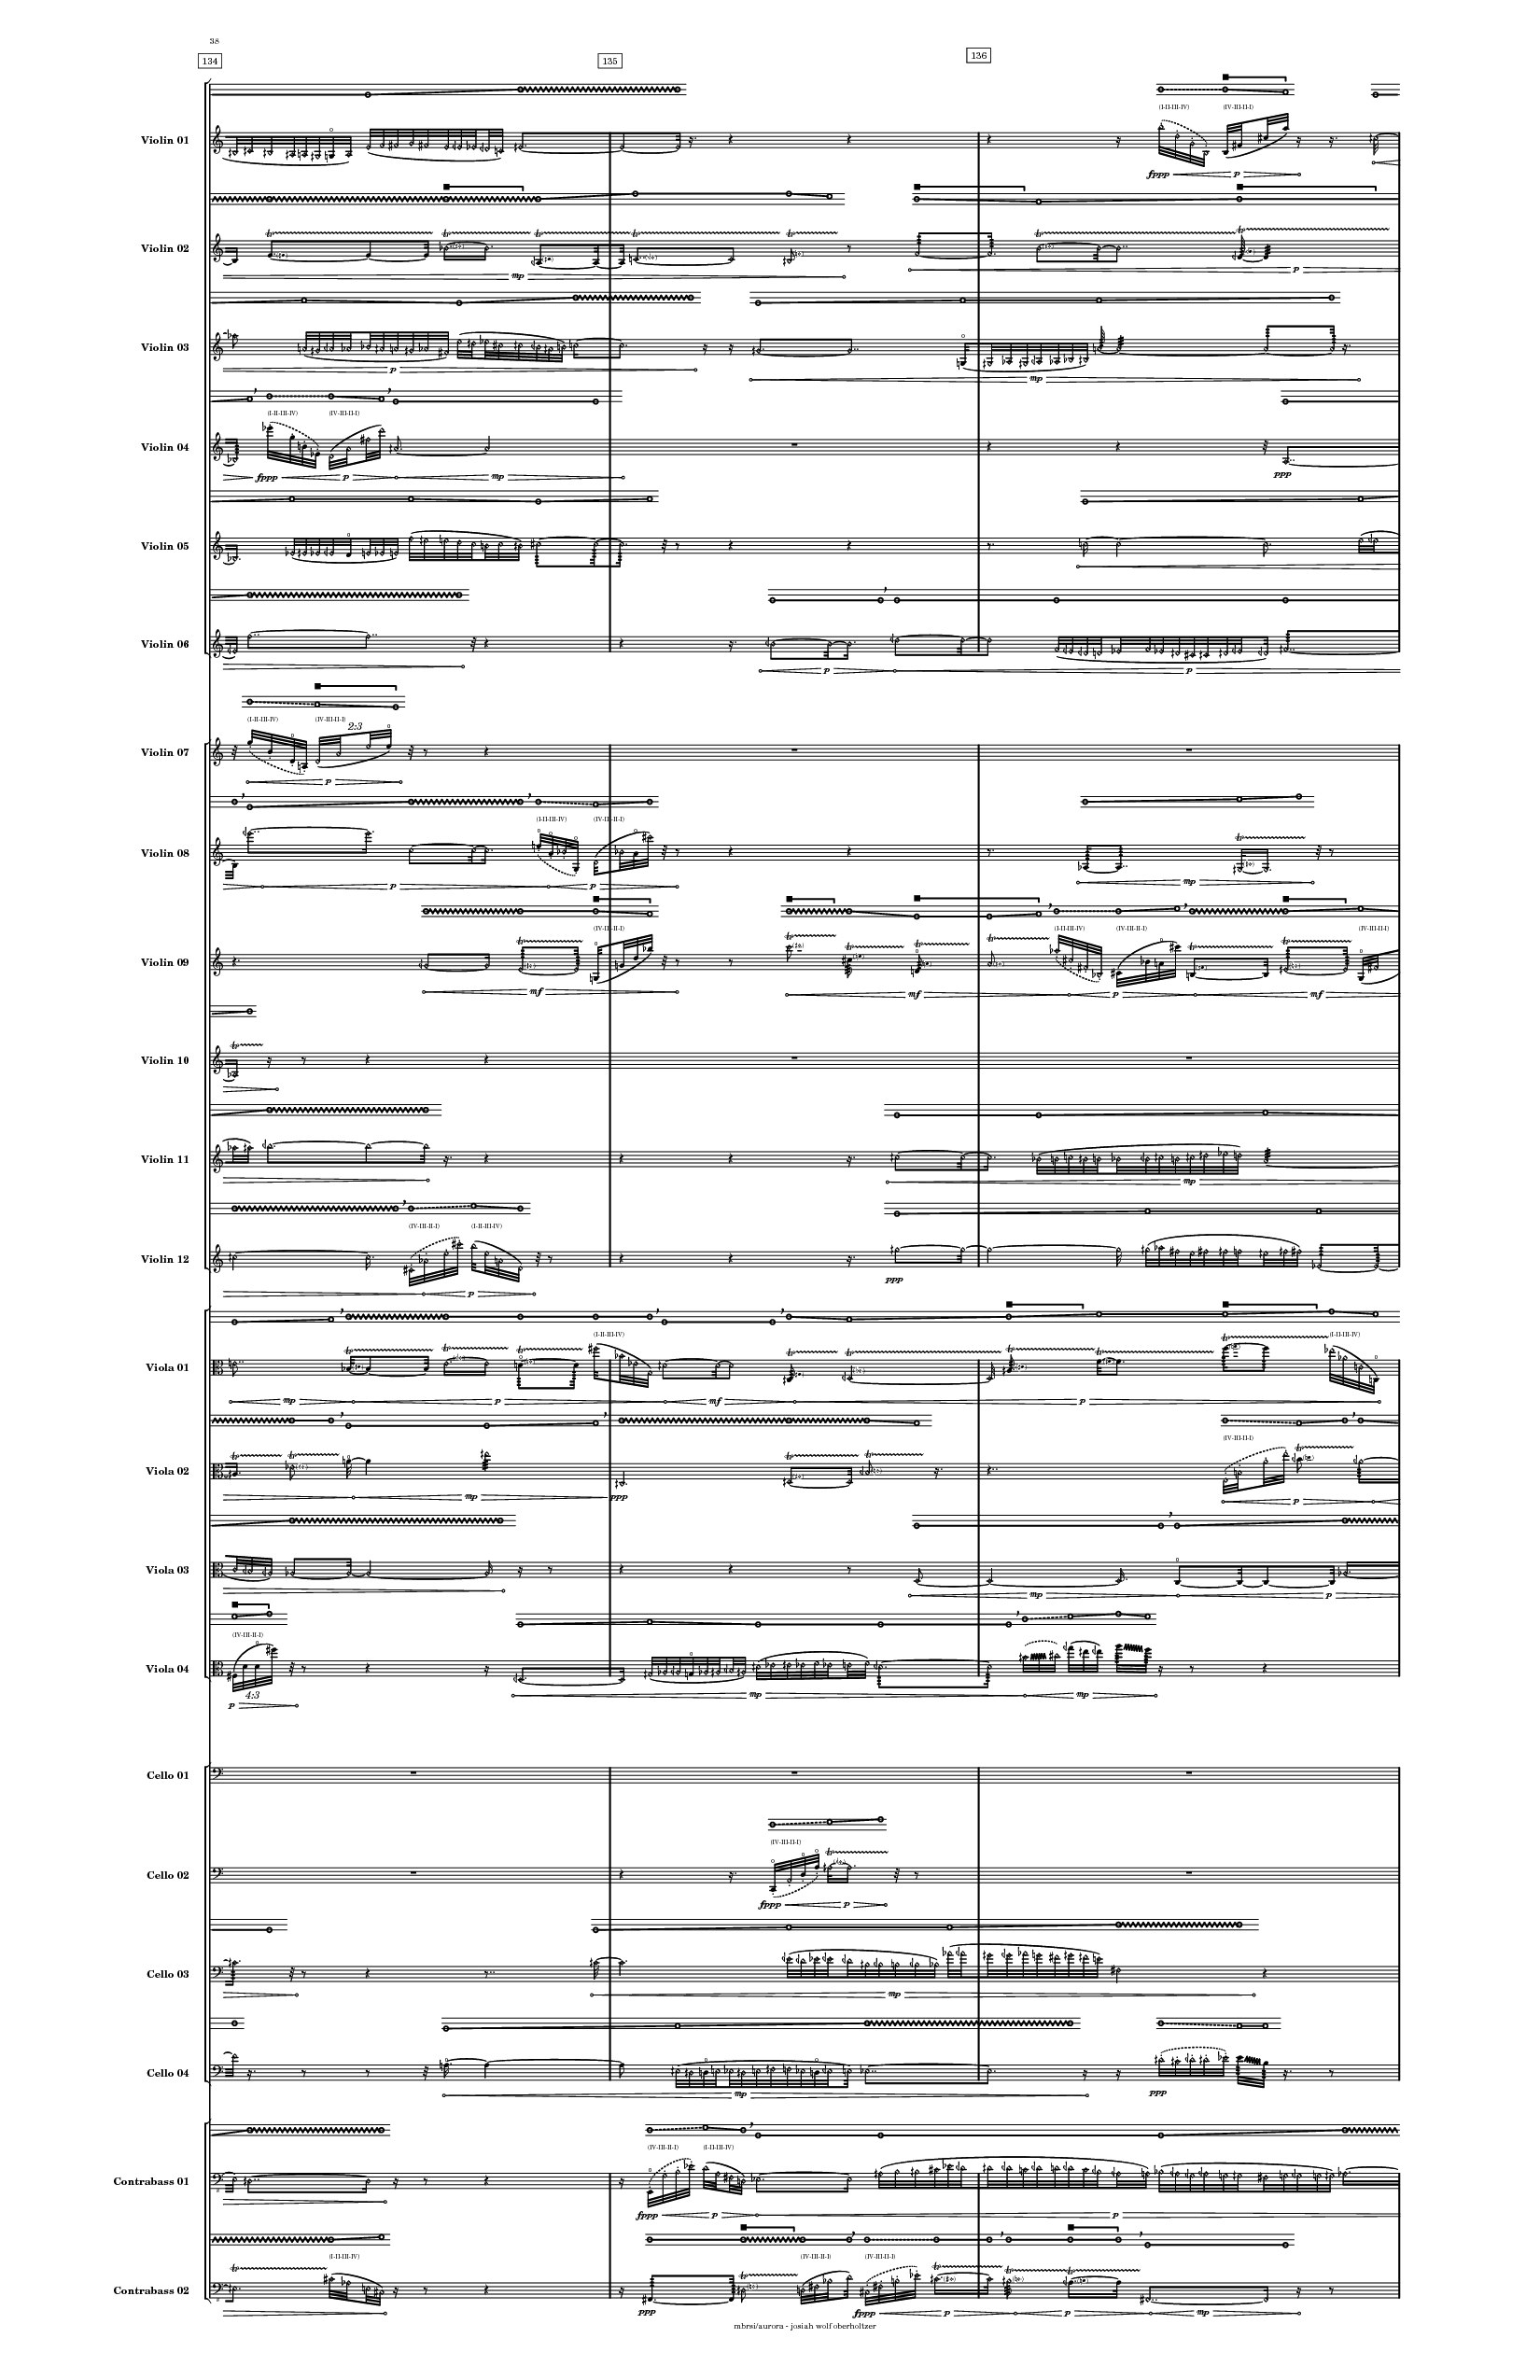 38
134 135 136
(I-II-III-IV) (IV-III-II-I)
Violin 01
fppp p
Violin 02
mp p
Violin 03
p mp
(I-II-III-IV) (IV-III-II-I)
Violin 04
fppp p mp ppp
Violin 05
Violin 06
p p
(I-II-III-IV) (IV-III-II-I)
2:3
Violin 07
p
(I-II-III-IV) (IV-III-II-I)
Violin 08
p p mp
(IV-III-II-I) (I-II-III-IV) (IV-III-II-I) (IV-III-II-I)
Violin 09
mf mf p mf
Violin 10
Violin 11
mp
(IV-III-II-I) (I-II-III-IV)
Violin 12
p ppp
(I-II-III-IV) (I-II-III-IV)
Viola 01
mp p mf p
(IV-III-II-I)
Viola 02
mp ppp p
Viola 03
mp p
(IV-III-II-I)
Viola 04
4:3
p mp mp
Cello 01
(IV-III-II-I)
Cello 02
fppp p
Cello 03
mp
Cello 04
mp ppp
(IV-III-II-I) (I-II-III-IV)
Contrabass 01
fppp p p
(I-II-III-IV) (IV-III-II-I) (IV-III-II-I)
Contrabass 02
ppp fppp p p mp
mbrsi/aurora - josiah wolf oberholtzer